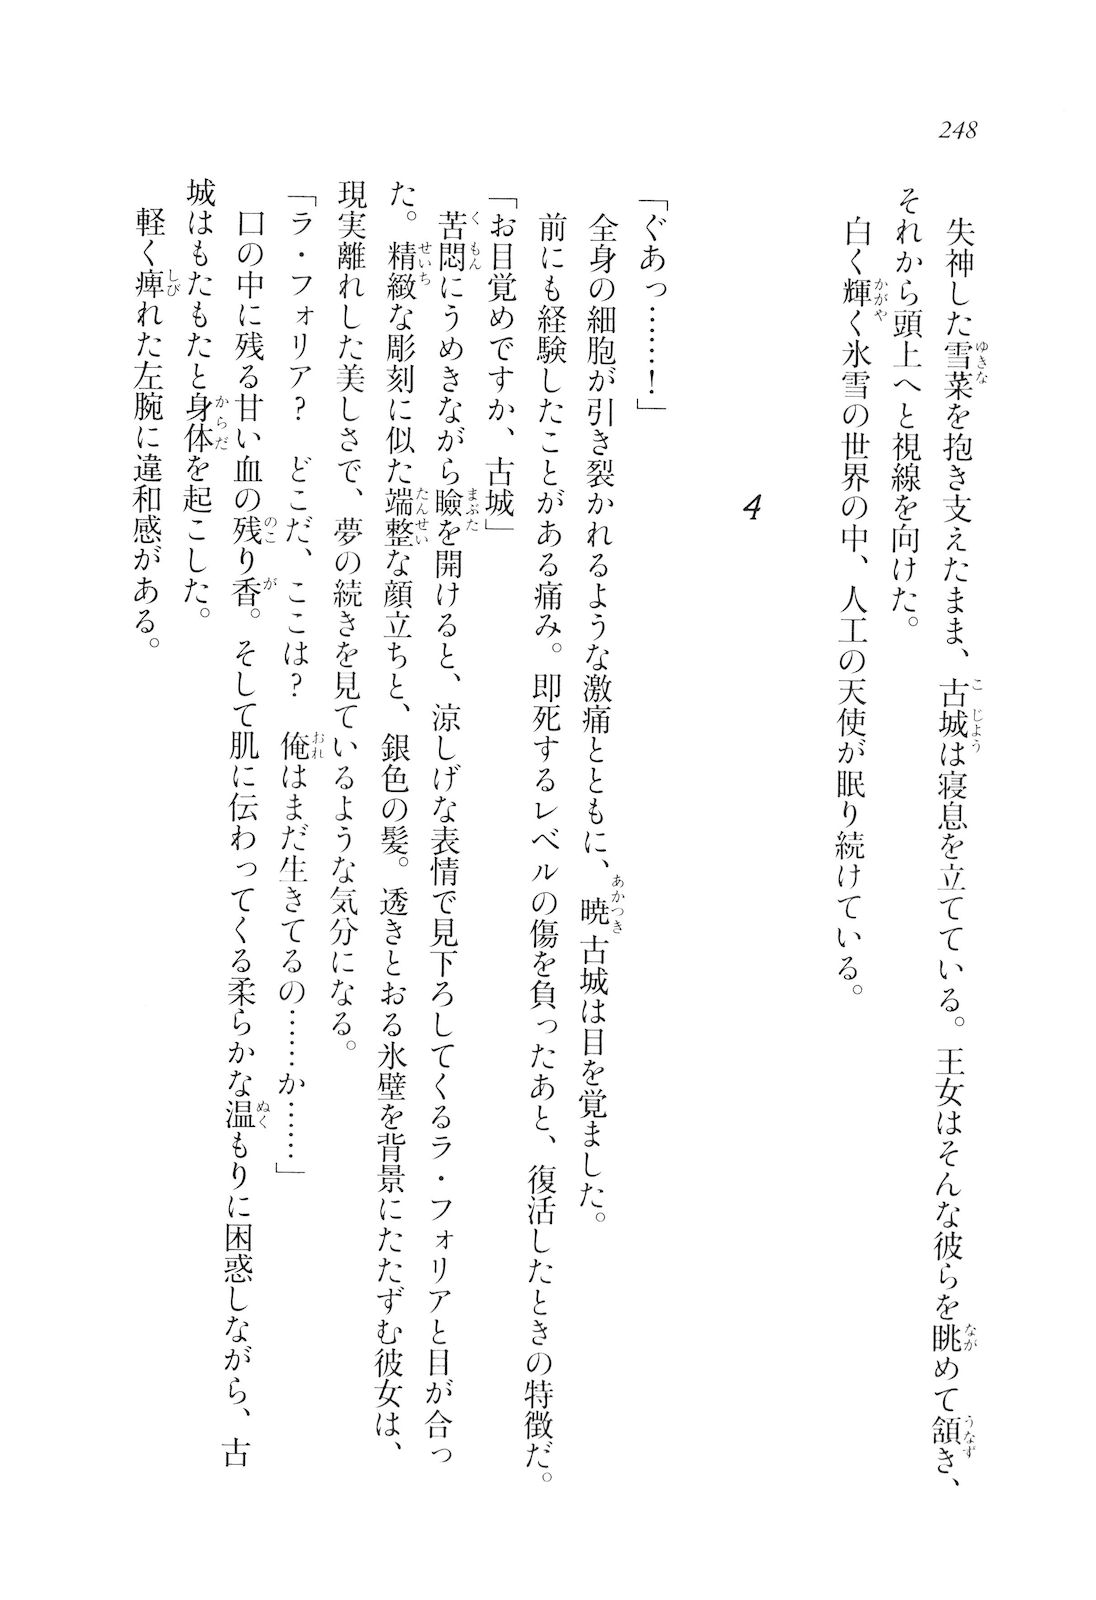 248
失神した雪菜を抱き支えたまま、古城は寝息を立てている。王女はそんな彼らを眺めて頷き、
それから頭上へと視線を向けた。
白く輝く氷雪の世界の中、人工の天使が眠り続けている。
4
「ぐあっ……！」
全身の細胞が引き裂かれるような激痛とともに、暁古城は目を覚ました。
前にも経験したことがある痛み。即死するレベルの傷を負ったあと、復活したときの特徴だ。
「お目覚めですか、古城」
苦悶にうめきながら瞼を開けると、涼しげな表情で見下ろしてくるラ・フォリアと目が合っ
た。精緻な彫刻に似た端整な顔立ちと、銀色の髪。透きとおる氷壁を背景にたたずむ彼女は、
現実離れした美しさで、夢の続きを見ているような気分になる。
「ラ・フォリア？　どこだ、ここは？　俺はまだ生きてるの……か……」
口の中に残る甘い血の残り香。そして肌に伝わってくる柔らかな温もりに困惑しながら、古
城はもたもたと身体を起こした。
軽く痺れた左腕に違和感がある。